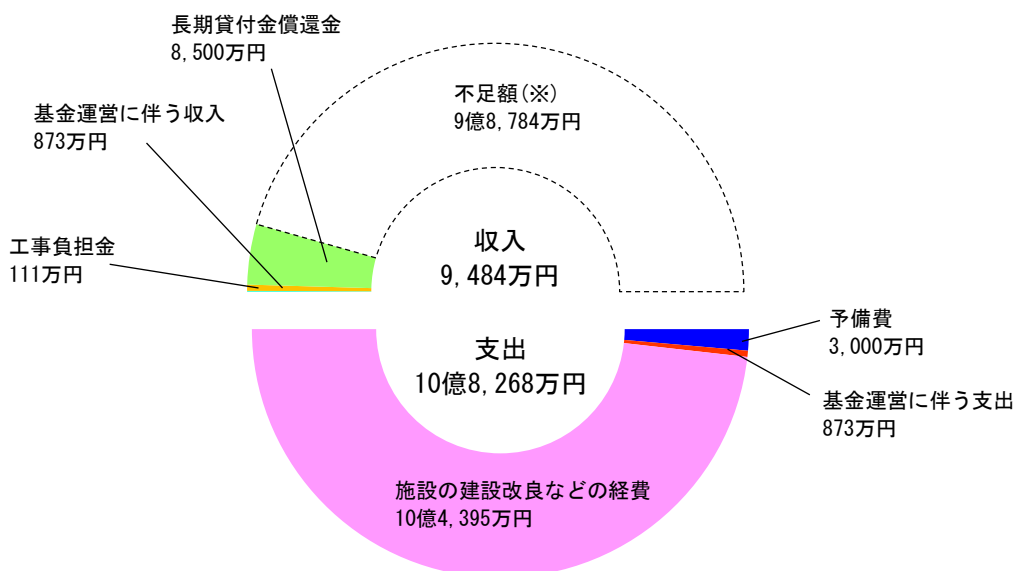 長期貸付金償還金
8,500万円
不足額(※)
9億8,784万円
基金運営に伴う収入
873万円
工事負担金
111万円
収入
9,484万円
支出
10億8,268万円
予備費
3,000万円
基金運営に伴う支出
873万円
施設の建設改良などの経費
10億4,395万円